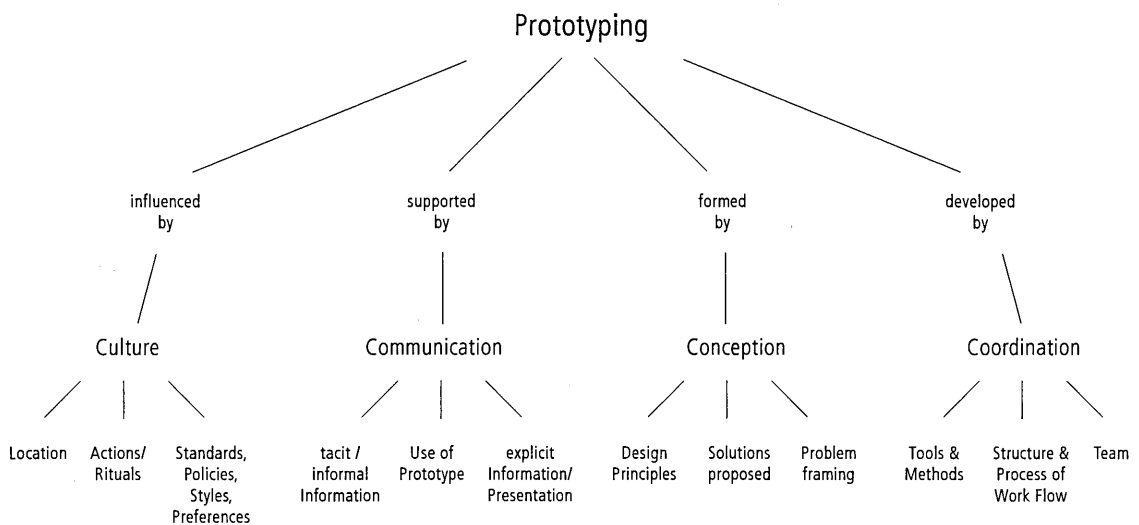 Prototyping
influenced
by
supported
by
formed
by
developed
by
Culture
Communication
Conception
Coordination
Location
Actions/
Rituals
Standards,
Policies,
Styles,
Preferences
tacit /
informal
Information
Use of
Prototype
explicit
Information/
Presentation
Design
Principles
Solutions
proposed
Problem
framing
Tools &
Methods
Structure &
Process of
Work Flow
Team